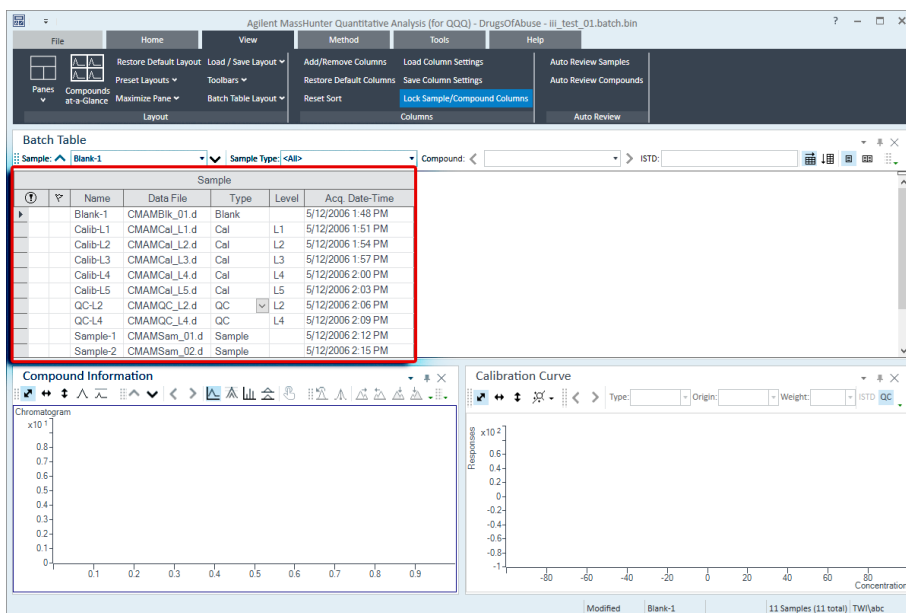 Agilent MassHunter Quantitative Analysis (for QQQ) - DrugsOfAbuse - iii_test_01.batch.bin
File Home View Method Tools Help
Panes
Compounds at-a-Glance
Restore Default Layout Load / Save Layout
Preset Layouts Toolbars
Maximize Pane Batch Table Layout
Layout
Add/Remove Columns Load Column Settings
Restore Default Columns Save Column Settings
Reset Sort Lock Sample/Compound Columns
Columns
Auto Review Samples
Auto Review Compounds
Auto Review
Batch Table
Sample: Blank-1 Sample Type: <All> Compound: ISTD:
Sample
Name Data File Type Level Acq. Date-Time
Blank-1 CMAMBlk_01.d Blank 5/12/2006 1:48 PM
Calib-L1 CMAMCal_L1.d Cal L1 5/12/2006 1:51 PM
Calib-L2 CMAMCal_L2.d Cal L2 5/12/2006 1:54 PM
Calib-L3 CMAMCal_L3.d Cal L3 5/12/2006 1:57 PM
Calib-L4 CMAMCal_L4.d Cal L4 5/12/2006 2:00 PM
Calib-L5 CMAMCal_L5.d Cal L5 5/12/2006 2:03 PM
QC-L2 CMAMQC_L2.d QC L2 5/12/2006 2:06 PM
QC-L4 CMAMQC_L4.d QC L4 5/12/2006 2:09 PM
Sample-1 CMAMSam_01.d Sample 5/12/2006 2:12 PM
Sample-2 CMAMSam_02.d Sample 5/12/2006 2:15 PM
Compound Information
Chromatogram
x10 1
0.8
0.7
0.6
0.5
0.4
0.3
0.2
0.1
0
0.1 0.2 0.3 0.4 0.5 0.6 0.7 0.8 0.9
Calibration Curve
Type: Origin: Weight: ISTD QC
Responses
x10 2
0.6
0.4
0.2
0
-0.2
-0.4
-0.6
-0.8
-1
-80 -60 -40 -20 0 20 40 60 80
Concentration
Modified Blank-1 11 Samples (11 total) TWI\abc